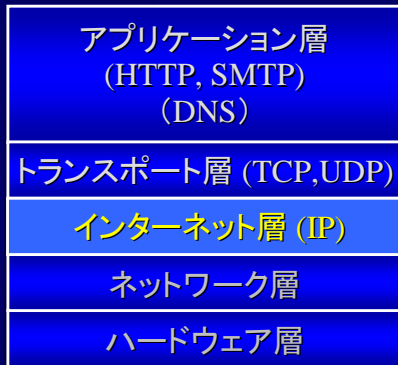 アプリケーション層
(HTTP, SMTP)
（DNS）
トランスポート層 (TCP,UDP)
インターネット層 (IP)
ネットワーク層
ハードウェア層